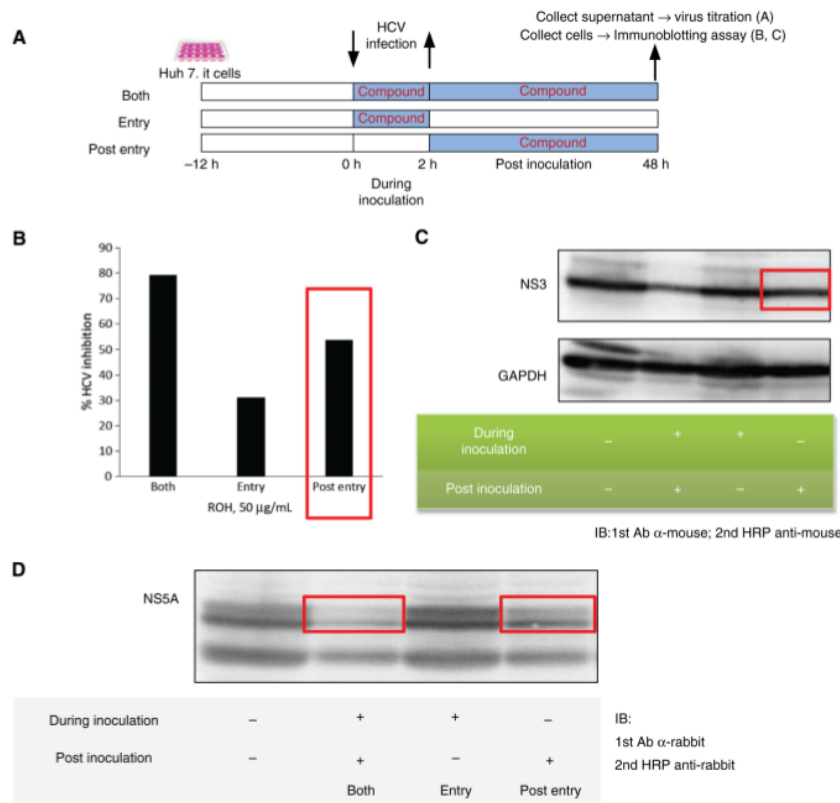 A
HCV
infection
Collect supernatant → virus titration (A)
Collect cells → Immunoblotting assay (B, C)
Huh 7. it cells
Both
Compound
Compound
Entry
Compound
Post entry
Compound
–12 h
0 h
2 h
Post inoculation
48 h
During
inoculation
B
% HCV inhibition
90
80
70
60
50
40
30
20
10
0
Both
Entry
Post entry
ROH, 50 µg/mL
C
NS3
GAPDH
During
inoculation
– + + –
Post inoculation
– + – +
IB:1st Ab α-mouse; 2nd HRP anti-mouse
D
NS5A
During inoculation – + + –
Post inoculation – + – +
Both Entry Post entry
IB:
1st Ab α-rabbit
2nd HRP anti-rabbit